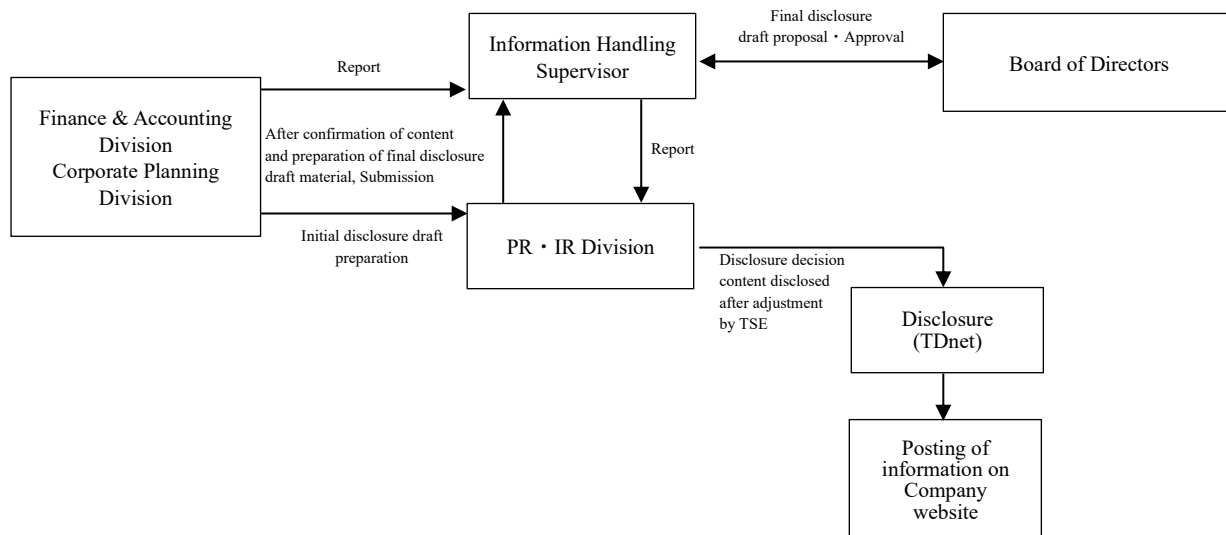 Final disclosure
draft proposal・Approval
Information Handling
Supervisor
Board of Directors
Report
Finance & Accounting
Division
Corporate Planning
Division
After confirmation of content
and preparation of final disclosure
draft material, Submission
Report
Initial disclosure draft
preparation
PR・IR Division
Disclosure decision
content disclosed
after adjustment
by TSE
Disclosure
(TDnet)
Posting of
information on
Company
website